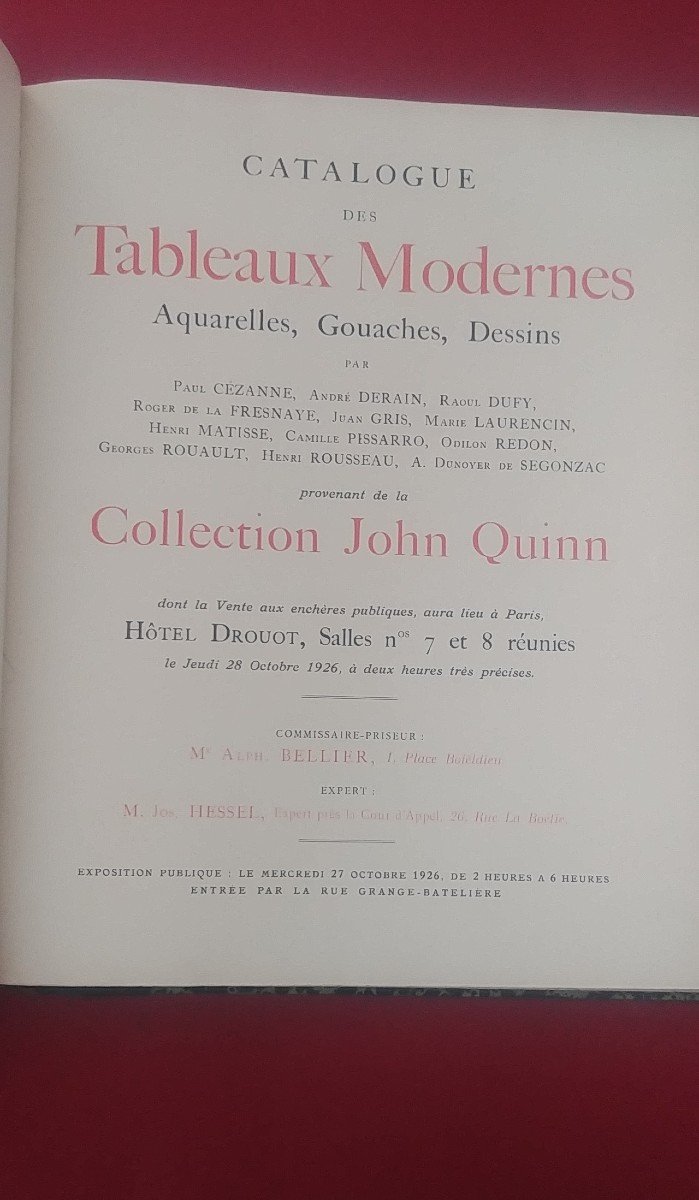 CATALOGUE
DES
Tableaux Modernes
Aquarelles, Gouaches, Dessins
PAR
PAUL CÉZANNE, ANDRÉ DERAIN, RAOUL DUFY,
ROGER DE LA FRESNAYE, JUAN GRIS, MARIE LAURENCIN,
HENRI MATISSE, CAMILLE PISSARRO, ODILON REDON,
GEORGES ROUAULT, HENRI ROUSSEAU, A. DUNOYER DE SEGONZAC
provenant de la
Collection John Quinn
dont la Vente aux enchères publiques, aura lieu à Paris,
HÔTEL DROUOT, Salles nos 7 et 8 réunies
le Jeudi 28 Octobre 1926, à deux heures très précises.
COMMISSAIRE-PRISEUR :
Me ALPH. BELLIER, 1, Place Boïeldieu
EXPERT :
M. JOS. HESSEL, Expert près la Cour d'Appel, 26, Rue La Boëtie.
EXPOSITION PUBLIQUE : LE MERCREDI 27 OCTOBRE 1926, DE 2 HEURES A 6 HEURES
ENTRÉE PAR LA RUE GRANGE-BATELIÈRE